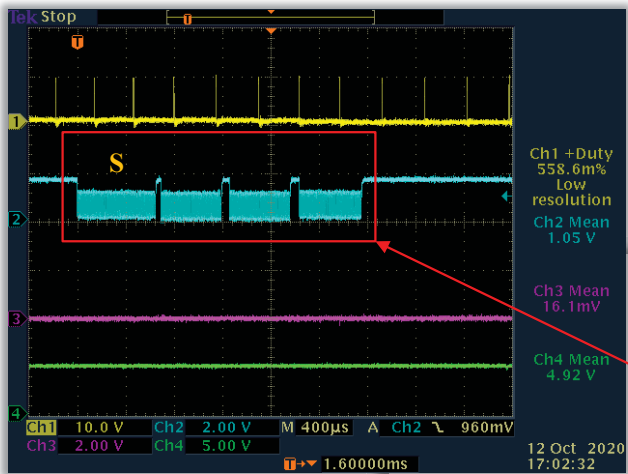 Tek Stop
T
T
1
S
2
3
4
Ch1 +Duty
558.6m%
Low
resolution
Ch2 Mean
1.05 V
Ch3 Mean
16.1mV
Ch4 Mean
4.92 V
Ch1 10.0 V Ch2 2.00 V M 400µs A Ch2 960mV
Ch3 2.00 V Ch4 5.00 V
T 1.60000ms
12 Oct 2020
17:02:32